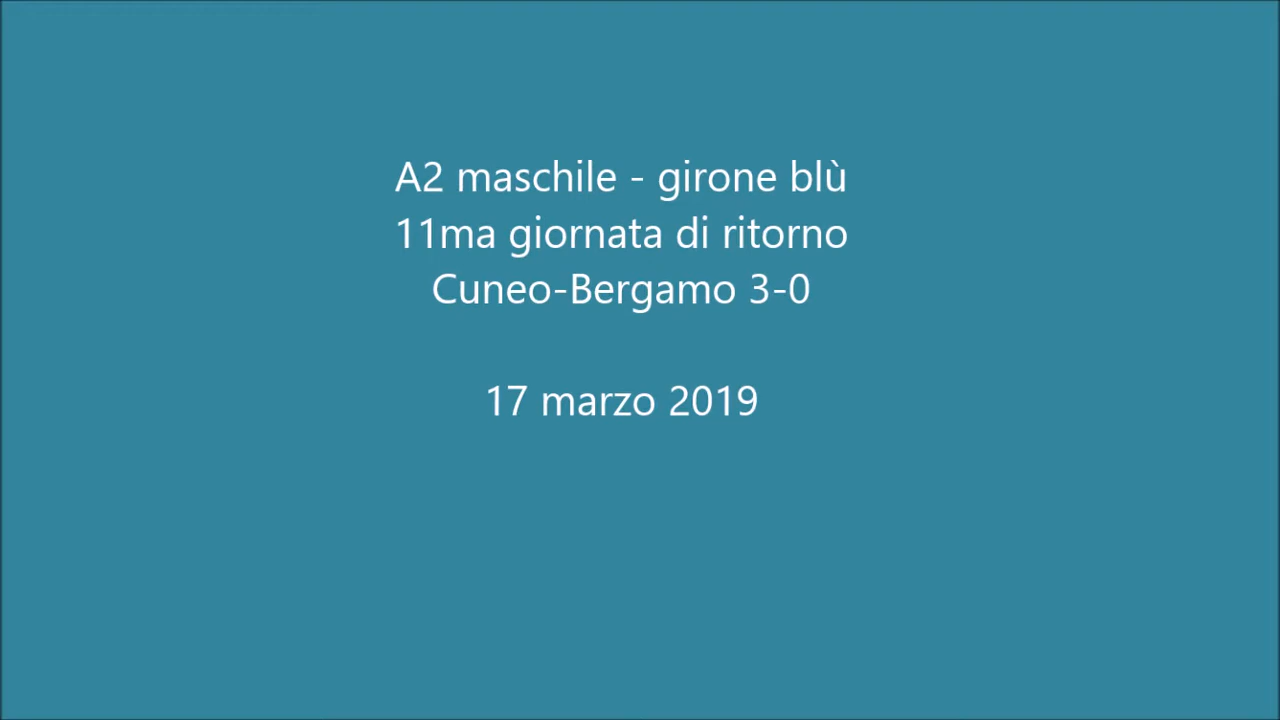 A2 maschile - girone blù
11ma giornata di ritorno
Cuneo-Bergamo 3-0
17 marzo 2019